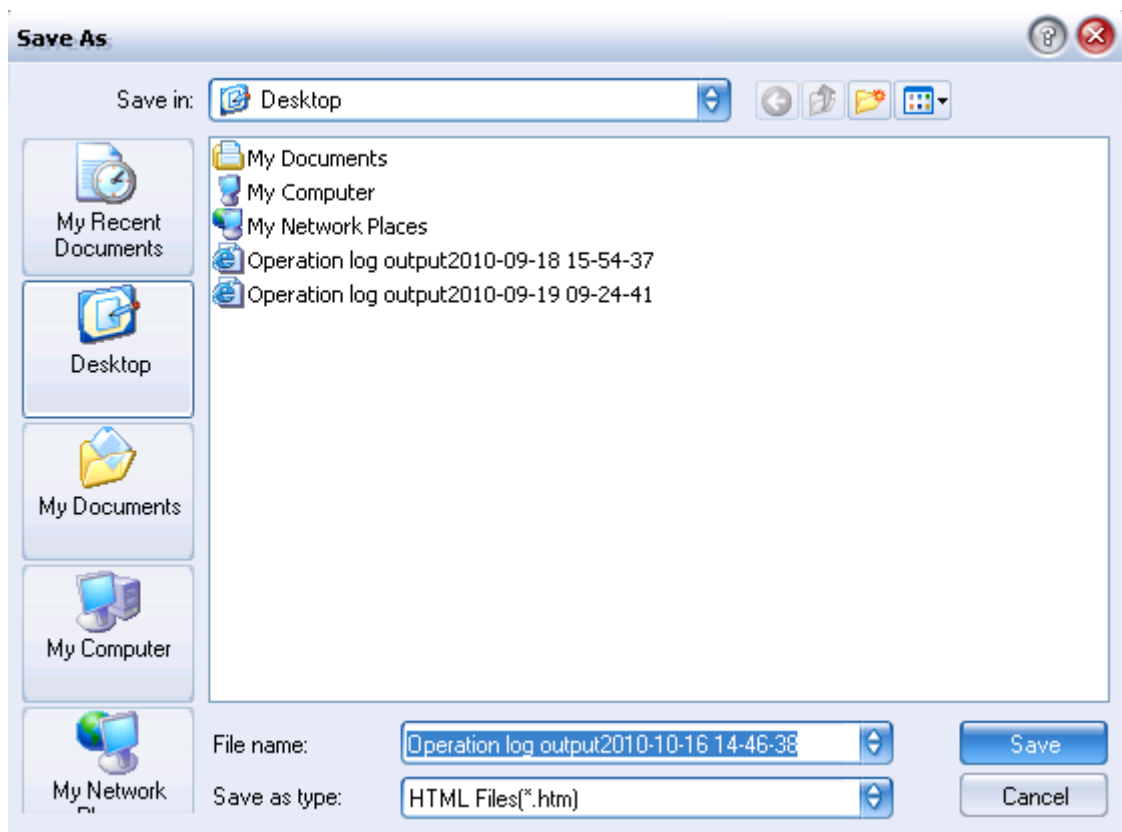 Save As
Save in:
Desktop
My Recent
Documents
Desktop
My Documents
My Computer
My Network
My Documents
My Computer
My Network Places
Operation log output2010-09-18 15-54-37
Operation log output2010-09-19 09-24-41
File name:
Operation log output2010-10-16 14-46-38
Save
Save as type:
HTML Files(*.htm)
Cancel